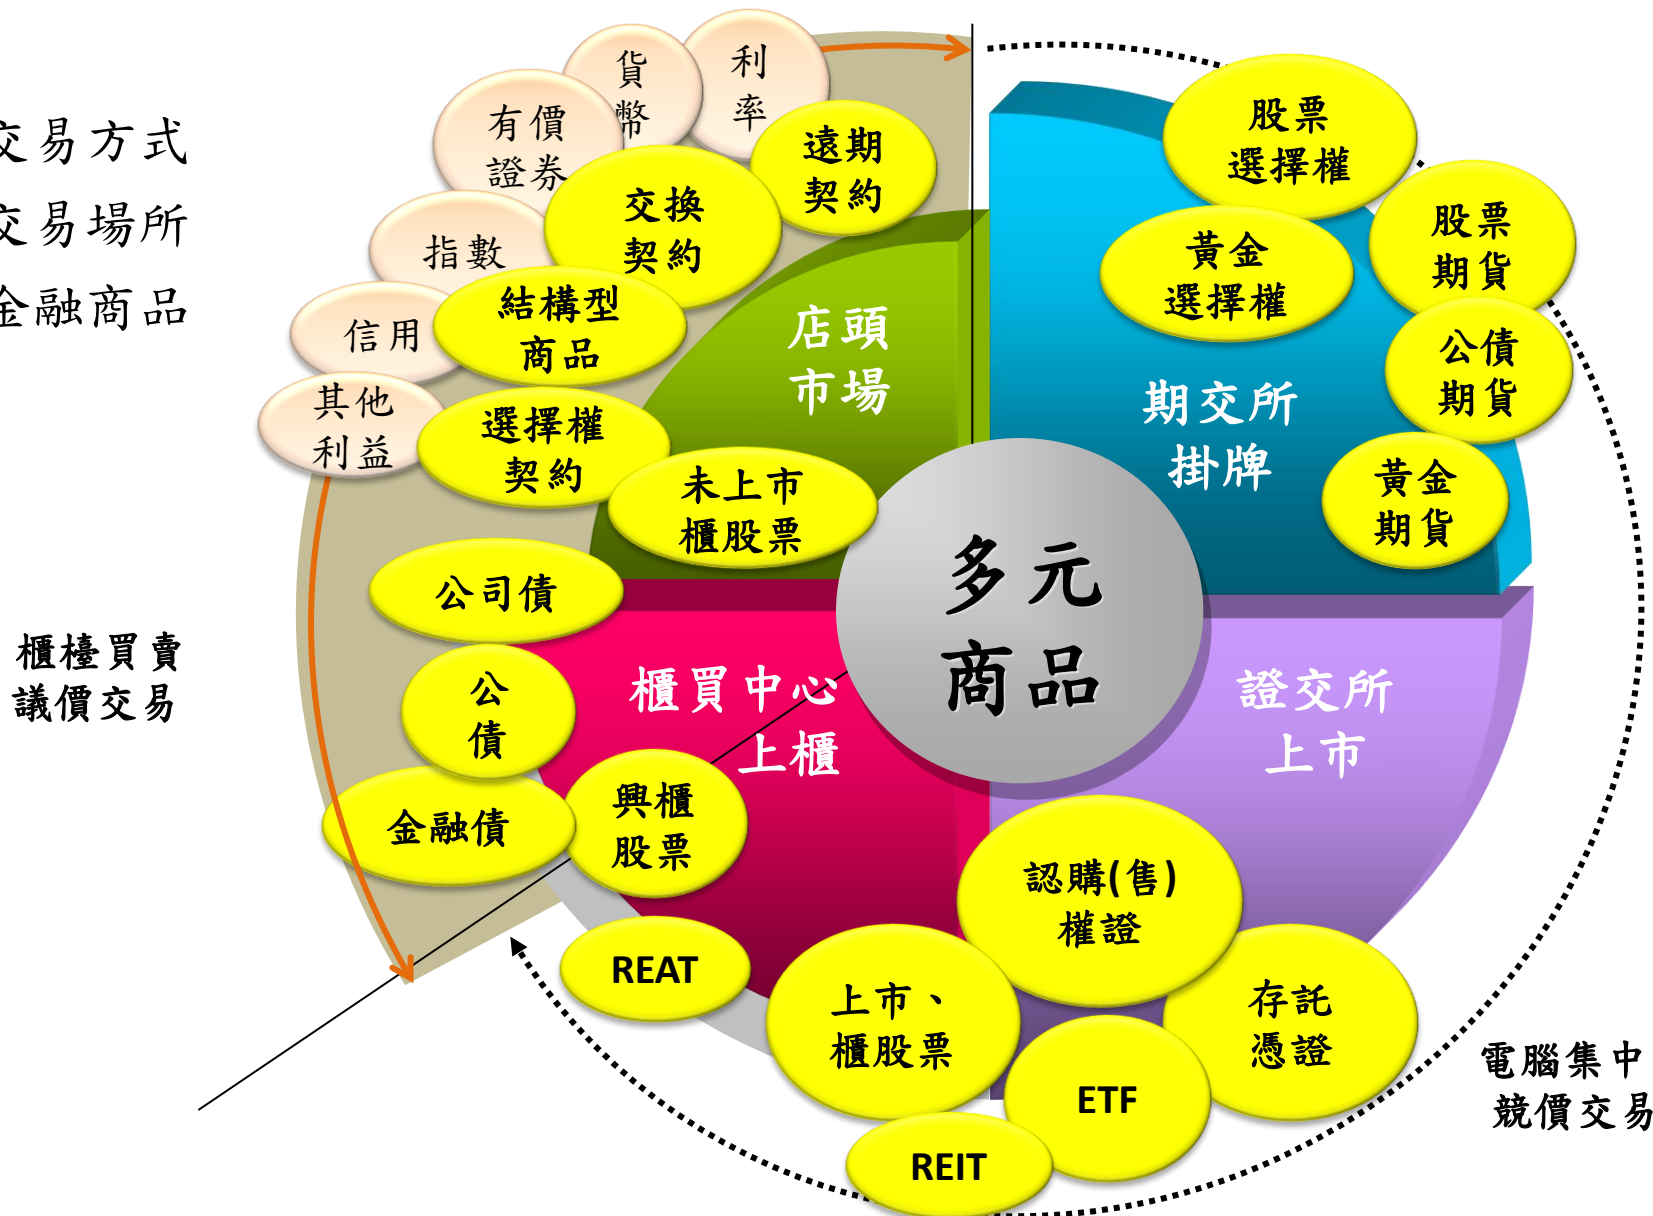 交易方式
交易場所
金融商品
利
率
貨
幣
有價
證券
指數
信用
其他
利益
遠期
契約
交換
契約
結構型
商品
選擇權
契約
未上市
櫃股票
店頭
市場
股票
選擇權
黃金
選擇權
股票
期貨
公債
期貨
黃金
期貨
期交所
掛牌
多元
商品
公司債
公
債
金融債
興櫃
股票
櫃買中心
上櫃
櫃檯買賣
議價交易
證交所
上市
認購(售)
權證
REAT
上市、
櫃股票
存託
憑證
ETF
REIT
電腦集中
競價交易